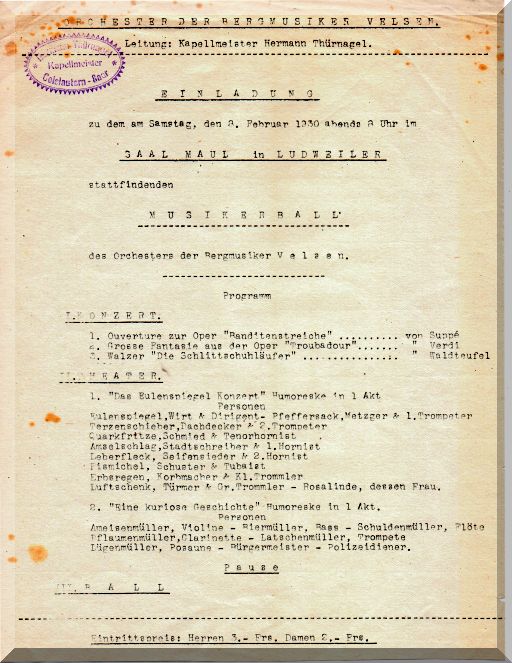 ORCHESTER DER BERGMUSIKER VELSEN.
Leitung: Kapellmeister Hermann Thürnagel.
Kapellmeister
Geislautern-Saar
EINLADUNG
zu dem am Samstag, den 8. Februar 1930 abends 8 Uhr im
SAAL MAUL in LUDWEILER
stattfindenden
MUSIKERBALL
des Orchesters der Bergmusiker Velsen.
Programm
I.KONZERT.
1. Ouverture zur Oper "Banditenstreiche" .......... von Suppé
2. Grosse Fantasie aus der Oper "Troubadour"....... " Verdi
3. Walzer "Die Schlittschuhläufer" ................ " Waldteufel
II.THEATER.
1. "Das Eulenspiegel Konzert" Humoreske in 1 Akt
Personen
Eulenspiegel,Wirt & Dirigent- Pfeffersack,Metzger & 1.Trompeter
Terzenschieber,Dachdecker & 2.Trompeter
Quarkfritze,Schmied & Tenorhornist
Amselschlag,Stadtschreiber & 1.Hornist
Leberfleck, Seifensieder & 2.Hornist
Fismichel, Schuster & Tubaist
Erbsregen, Korbmacher & Kl.Trommler
Luftschenk, Türmer & Gr.Trommler - Rosalinde, dessen Frau.
2. "Eine kuriose Geschichte" Humoreske in 1 Akt.
Personen
Ameisenmüller, Violine - Biermüller, Bass - Schuldenmüller, Flöte
Pflaumenmüller,Clarinette - Latschenmüller, Trompete
Lügenmüller, Posaune - Bürgermeister - Polizeidiener.
Pause
III. BALL
Eintrittspreis: Herren 3.- Frs. Damen 2.- Frs.